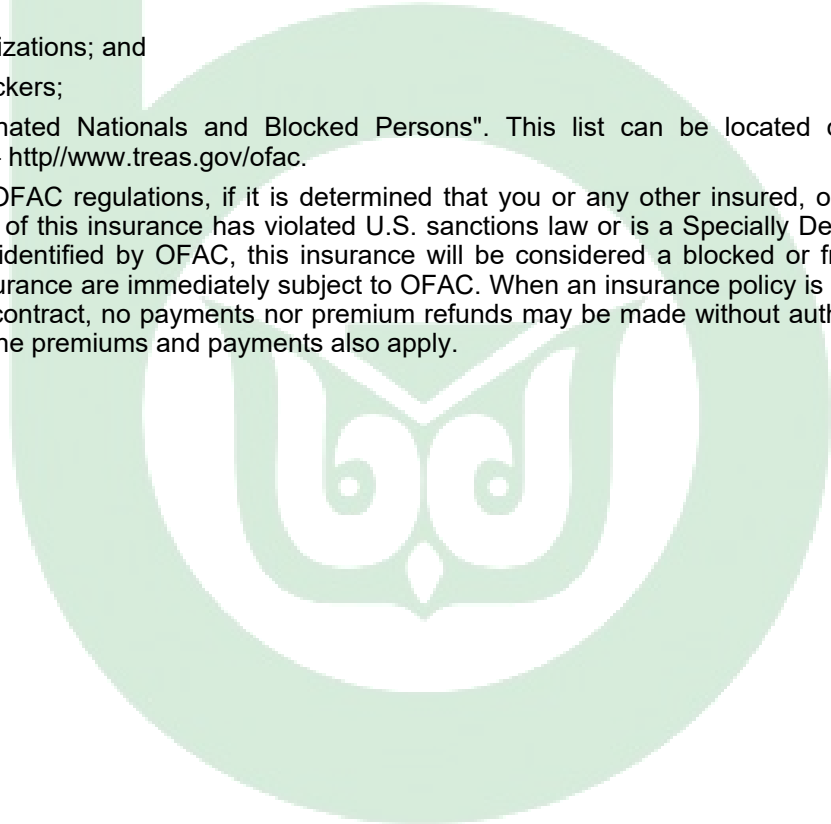 izations; and
ckers;
nated Nationals and Blocked Persons". This list can be located o
http//www.treas.gov/ofac.
OFAC regulations, if it is determined that you or any other insured, o
of this insurance has violated U.S. sanctions law or is a Specially De
identified by OFAC, this insurance will be considered a blocked or fr
urance are immediately subject to OFAC. When an insurance policy is
contract, no payments nor premium refunds may be made without auth
he premiums and payments also apply.